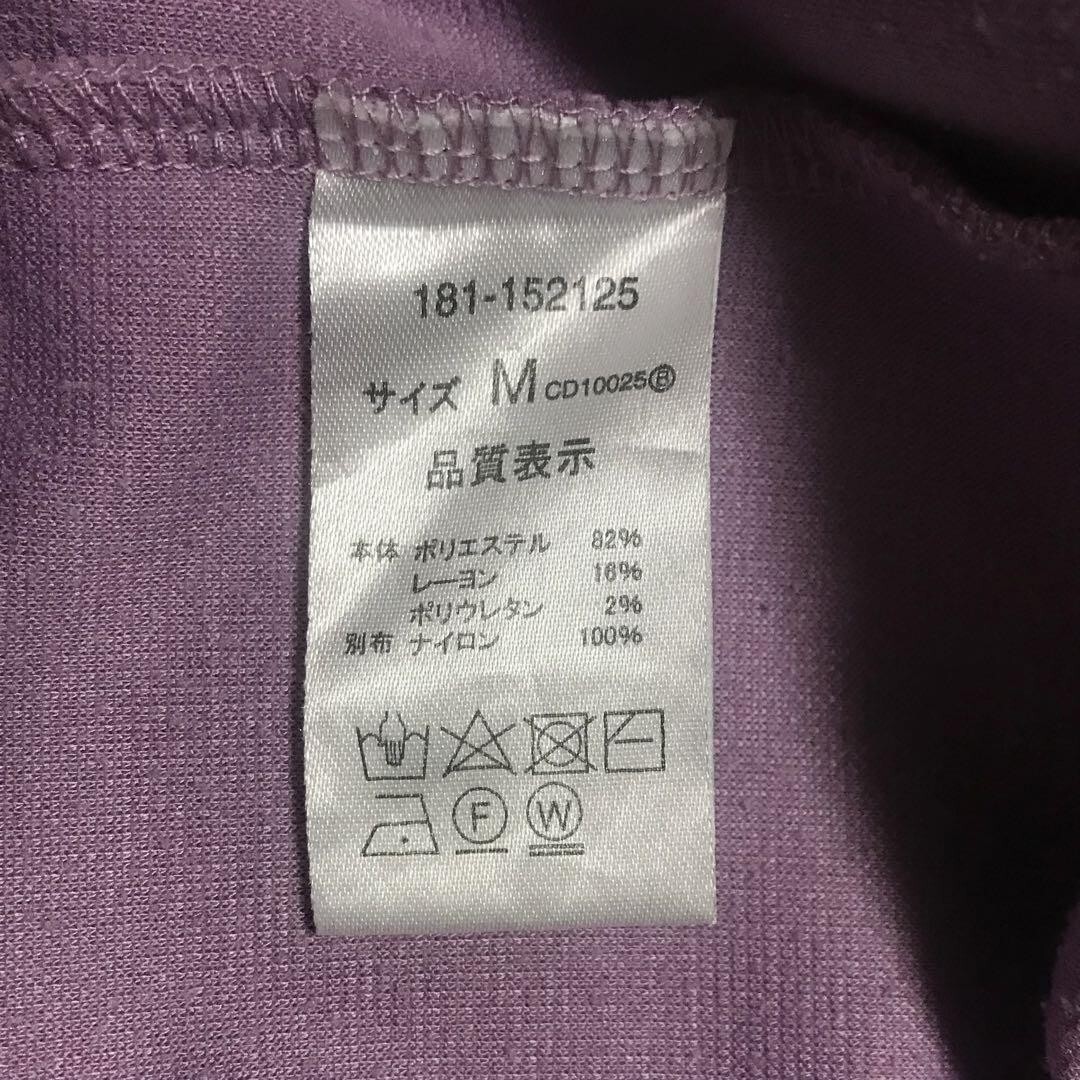 181-152125
サイズ M CD10025Ⓡ
品質表示
本体 ポリエステル 82%
レーヨン 16%
ポリウレタン 2%
別布 ナイロン 100%
F W